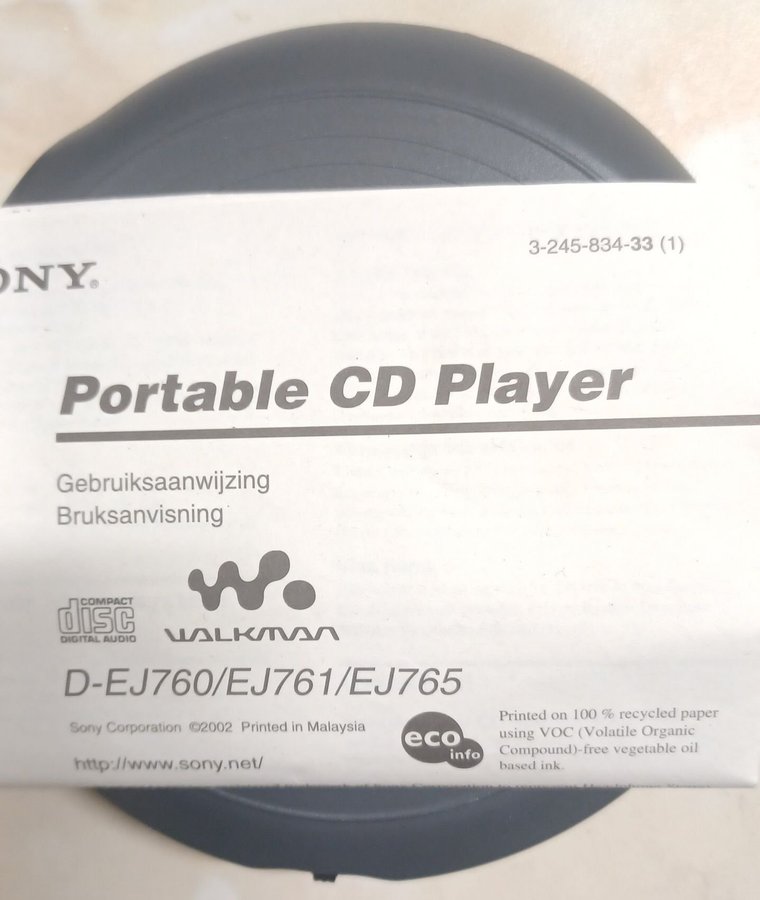 3-245-834-33 (1)
ONY®
Portable CD Player
Gebruiksaanwijzing
Bruksanvisning
COMPACT
disc
DIGITAL AUDIO
WALKMAN
D-EJ760/EJ761/EJ765
Sony Corporation ©2002 Printed in Malaysia
http://www.sony.net/
eco
info
Printed on 100 % recycled paper
using VOC (Volatile Organic
Compound)-free vegetable oil
based ink.